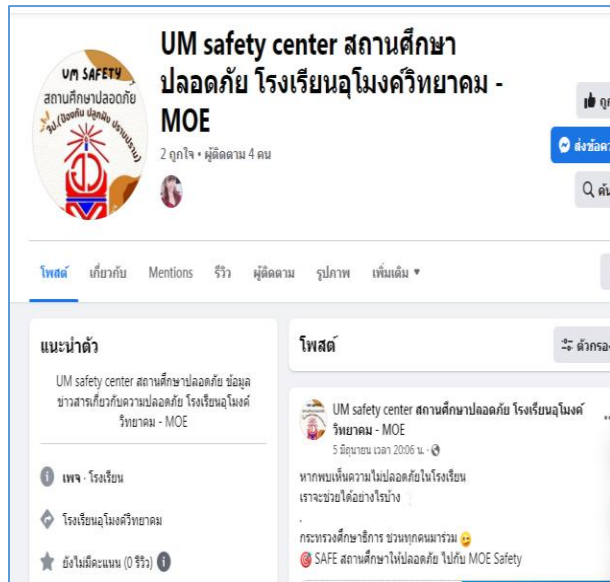 UM SAFETY
สถานศึกษาปลอดภัย
3ป.(ป้องกัน ปลูกฝัง ปราบปราม)
UM safety center สถานศึกษา
ปลอดภัย โรงเรียนอุโมงค์วิทยาคม -
MOE
2 ถูกใจ • ผู้ติดตาม 4 คน
โพสต์ เกี่ยวกับ Mentions รีวิว ผู้ติดตาม รูปภาพ เพิ่มเติม
แนะนำตัว
UM safety center สถานศึกษาปลอดภัย ข้อมูล
ข่าวสารเกี่ยวกับความปลอดภัย โรงเรียนอุโมงค์
วิทยาคม - MOE
เพจ · โรงเรียน
โรงเรียนอุโมงค์วิทยาคม
ยังไม่มีคะแนน (0 รีวิว)
โพสต์
UM safety center สถานศึกษาปลอดภัย โรงเรียนอุโมงค์
วิทยาคม - MOE
5 มิถุนายน เวลา 20:06 น. ·
หากพบเห็นความไม่ปลอดภัยในโรงเรียน
เราจะช่วยได้อย่างไรบ้าง
.
กระทรวงศึกษาธิการ ชวนทุกคนมาร่วม 😀
🎯 SAFE สถานศึกษาให้ปลอดภัย ไปกับ MOE Safety